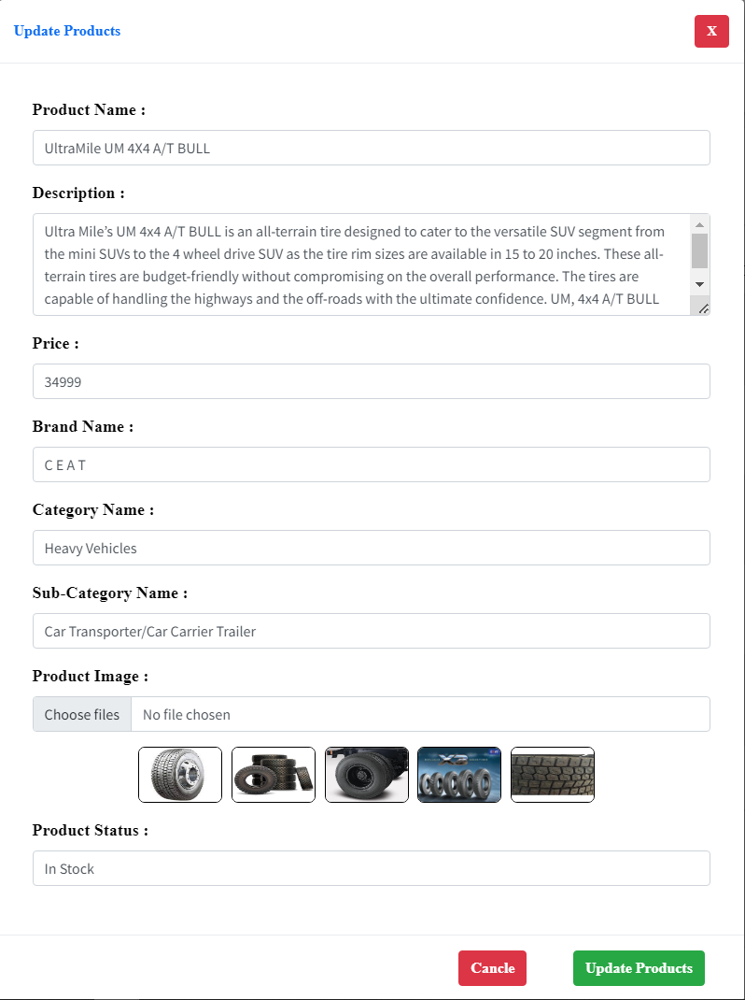 Update Products
X
Product Name :
UltraMile UM 4X4 A/T BULL
Description :
Ultra Mile’s UM 4x4 A/T BULL is an all-terrain tire designed to cater to the versatile SUV segment from
the mini SUVs to the 4 wheel drive SUV as the tire rim sizes are available in 15 to 20 inches. These all-
terrain tires are budget-friendly without compromising on the overall performance. The tires are
capable of handling the highways and the off-roads with the ultimate confidence. UM, 4x4 A/T BULL
Price :
34999
Brand Name :
C E A T
Category Name :
Heavy Vehicles
Sub-Category Name :
Car Transporter/Car Carrier Trailer
Product Image :
Choose files No file chosen
X3
Product Status :
In Stock
Cancle
Update Products